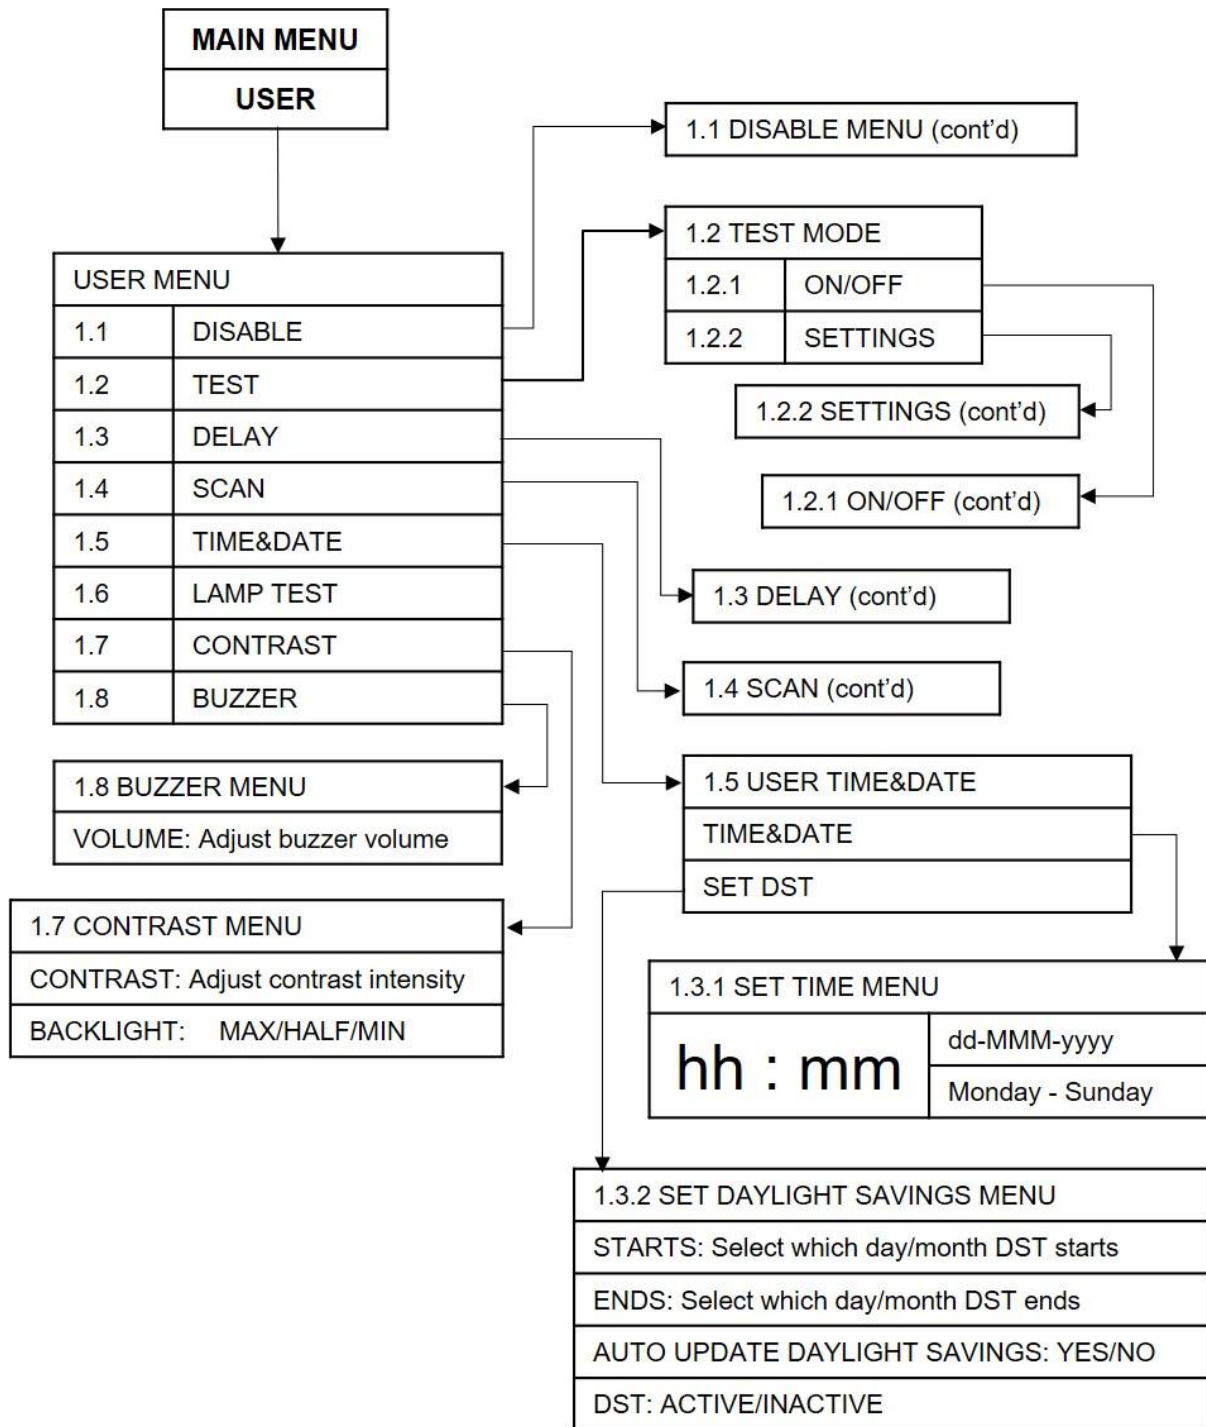 MAIN MENU
USER
USER MENU
1.1 DISABLE
1.2 TEST
1.3 DELAY
1.4 SCAN
1.5 TIME&DATE
1.6 LAMP TEST
1.7 CONTRAST
1.8 BUZZER
1.1 DISABLE MENU (cont’d)
1.2 TEST MODE
1.2.1 ON/OFF
1.2.2 SETTINGS
1.2.2 SETTINGS (cont’d)
1.2.1 ON/OFF (cont’d)
1.3 DELAY (cont’d)
1.4 SCAN (cont’d)
1.8 BUZZER MENU
VOLUME: Adjust buzzer volume
1.7 CONTRAST MENU
CONTRAST: Adjust contrast intensity
BACKLIGHT: MAX/HALF/MIN
1.5 USER TIME&DATE
TIME&DATE
SET DST
1.3.1 SET TIME MENU
hh : mm
dd-MMM-yyyy
Monday - Sunday
1.3.2 SET DAYLIGHT SAVINGS MENU
STARTS: Select which day/month DST starts
ENDS: Select which day/month DST ends
AUTO UPDATE DAYLIGHT SAVINGS: YES/NO
DST: ACTIVE/INACTIVE